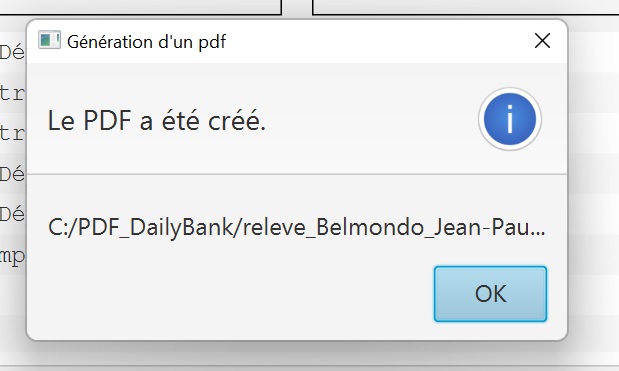 Génération d'un pdf
Dé
Le PDF a été créé.
i
tr
tr
Dé
Dé
C:/PDF_DailyBank/releve_Belmondo_Jean-Pau...
mp
OK